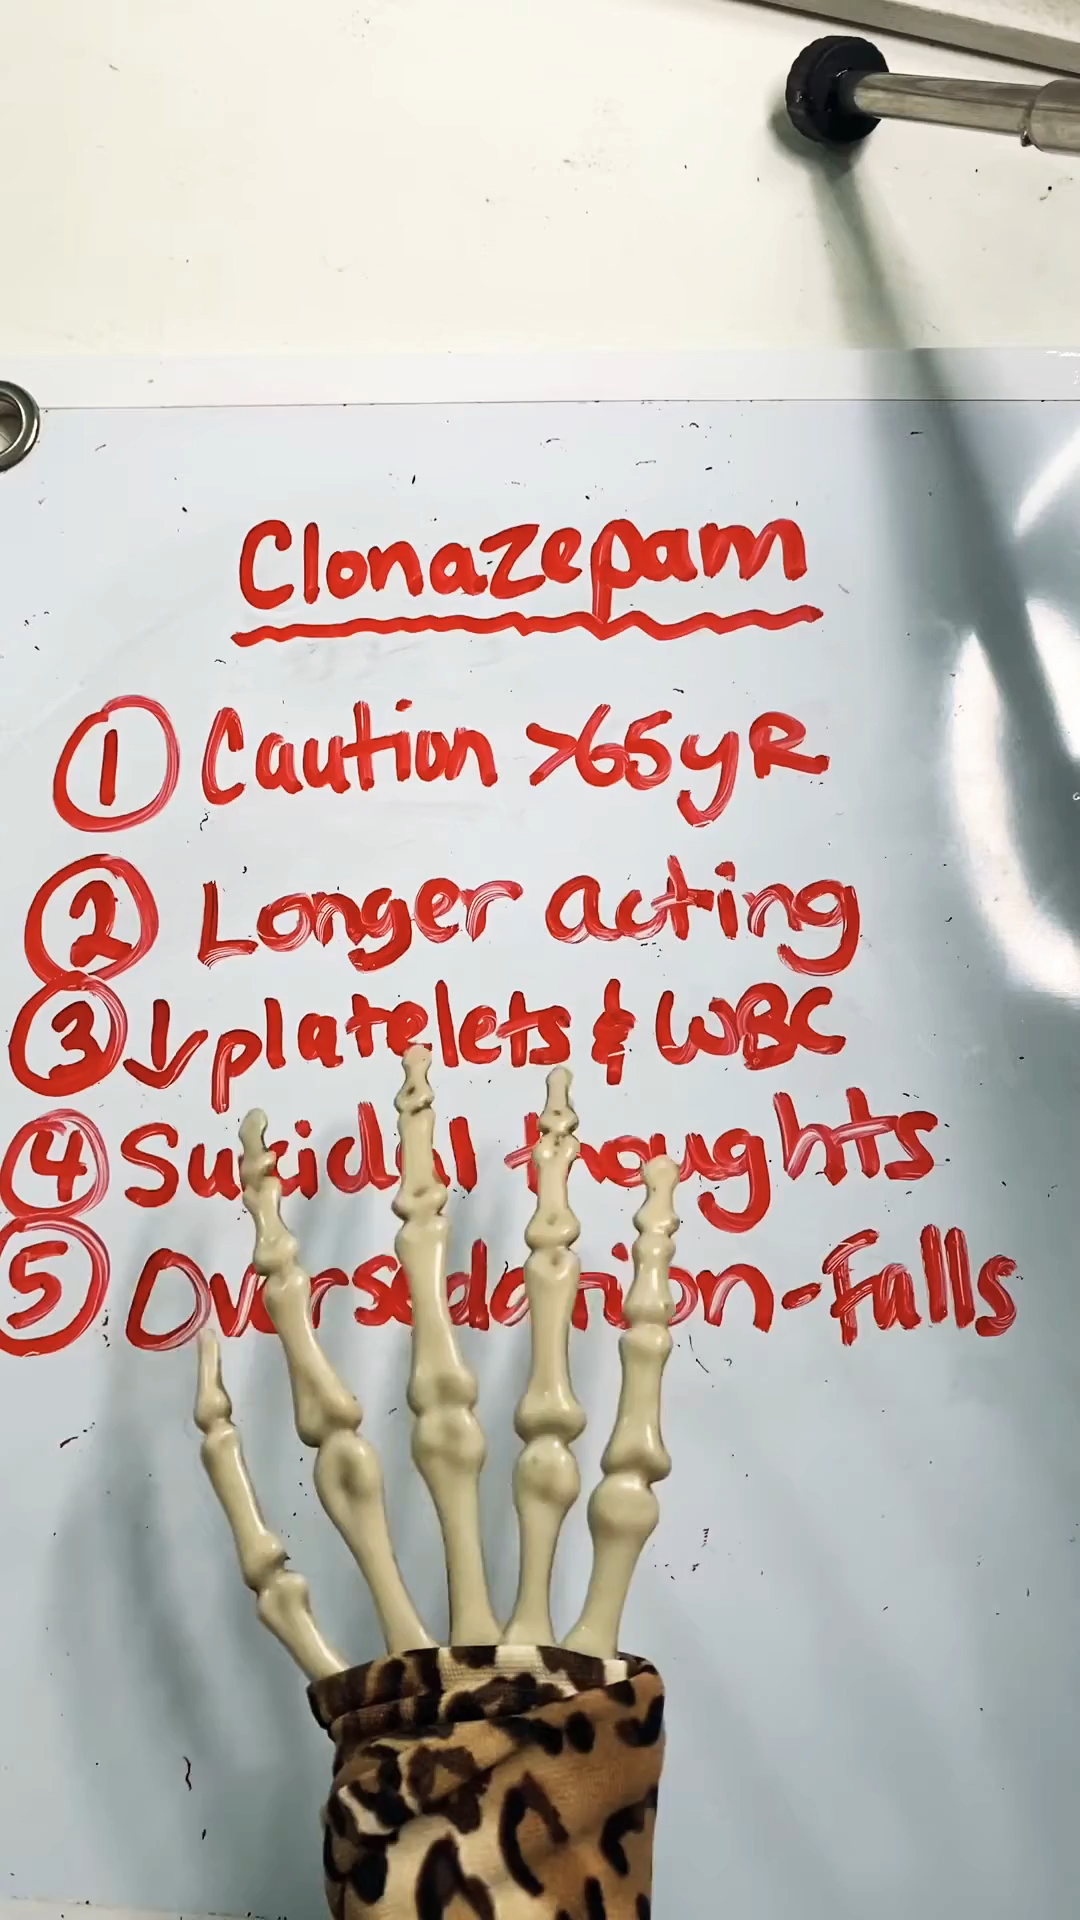 Clonazepam
1 Caution >65yR
2 Longer acting
3 ↓platelets & WBC
4 Suicidal thoughts
5 Oversedation-falls